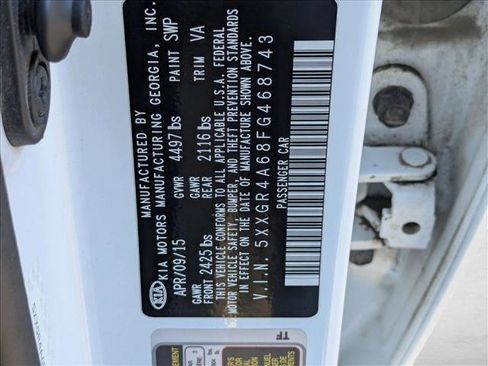 MANUFACTURED BY
KIA KIA MOTORS MANUFACTURING GEORGIA, INC.
APR/09/15 GVWR 4497 lbs PAINT SWP
GAWR FRONT 2425 lbs GAWR REAR 2116 lbs TRIM VA
THIS VEHICLE CONFORMS TO ALL APPLICABLE U.S.A. FEDERAL
MOTOR VEHICLE SAFETY, BUMPER, AND THEFT PREVENTION STANDARDS
IN EFFECT ON THE DATE OF MANUFACTURE SHOWN ABOVE.
V.I.N. 5XXGR4A68FG468743
PASSENGER CAR
TF